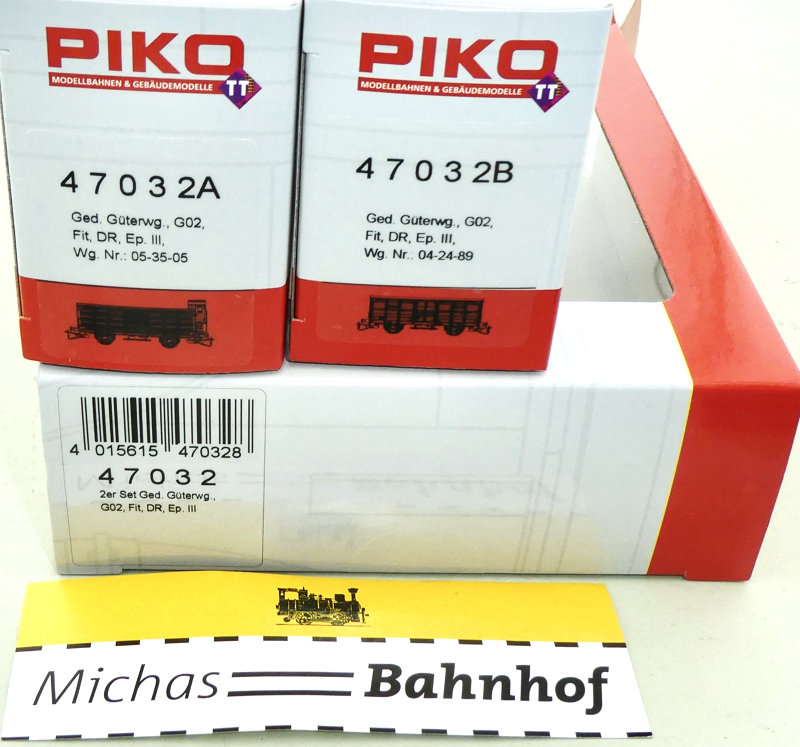 PIKO
MODELLBAHNEN & GEBÄUDEMODELLE TT
47032A
Ged. Güterwg., G02,
Fit, DR, Ep. III,
Wg. Nr.: 05-35-05
PIKO
MODELLBAHNEN & GEBÄUDEMODELLE TT
47032B
Ged. Güterwg., G02,
Fit, DR, Ep. III,
Wg. Nr.: 04-24-89
4 015615 470328
47032
2er Set Ged. Güterwg.,
G02, Fit, DR, Ep. III
Michas Bahnhof